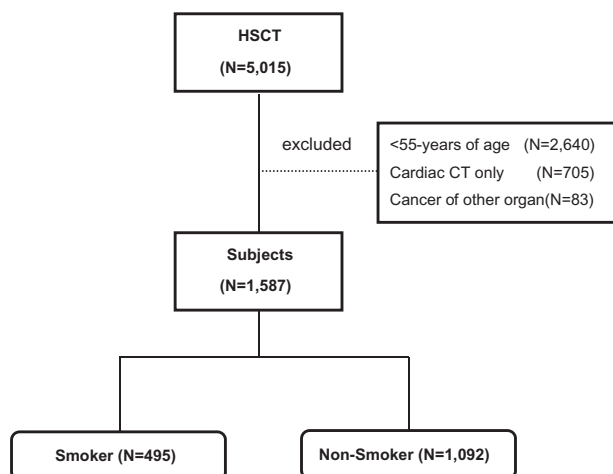 HSCT
(N=5,015)
excluded
<55-years of age (N=2,640)
Cardiac CT only (N=705)
Cancer of other organ(N=83)
Subjects
(N=1,587)
Smoker (N=495)
Non-Smoker (N=1,092)